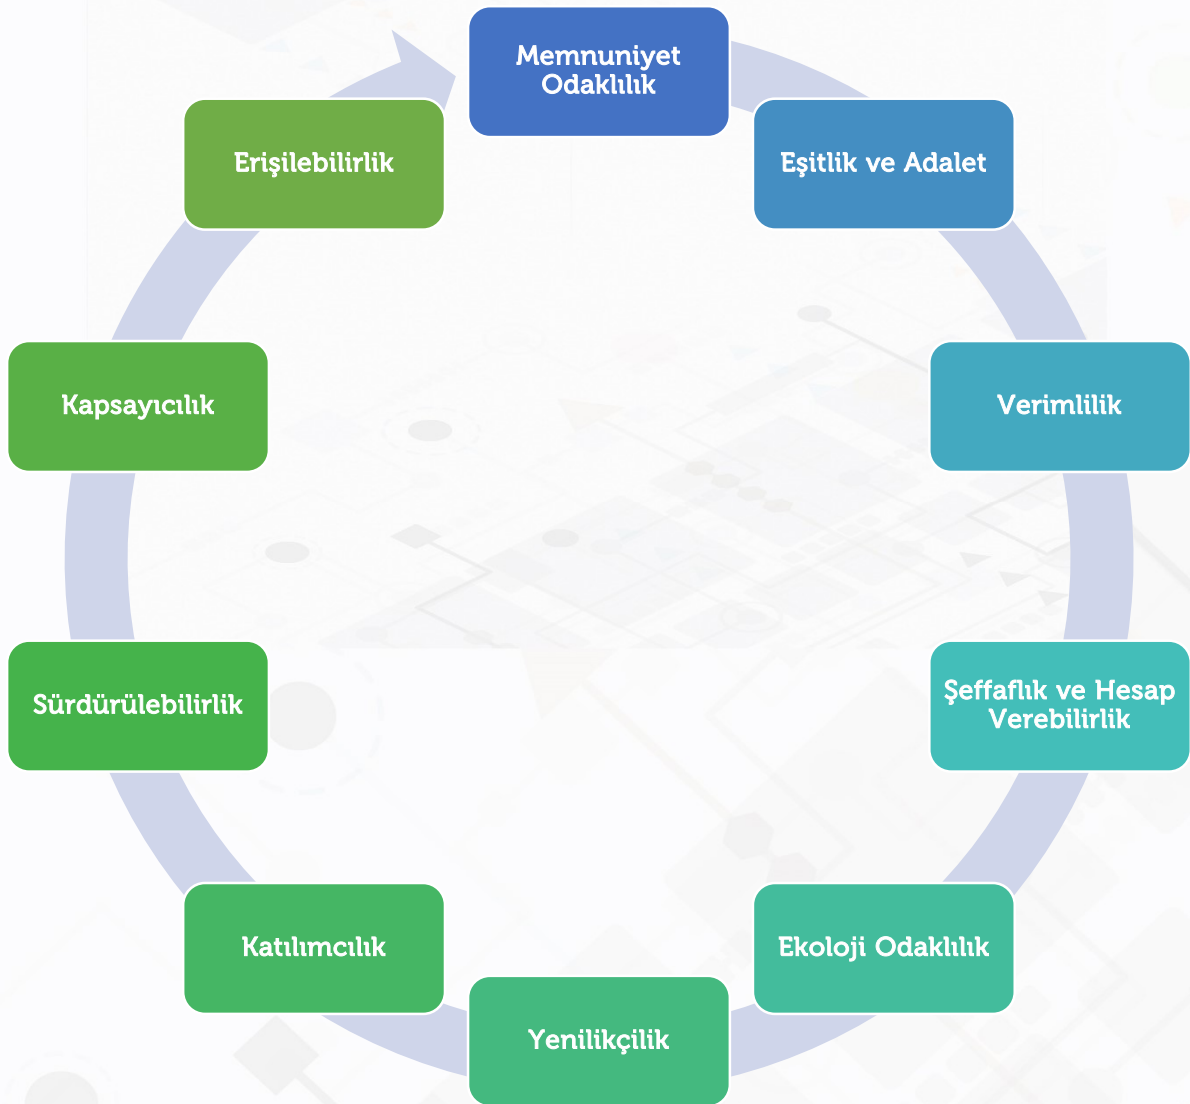 Memnuniyet
Odaklılık
Eşitlik ve Adalet
Verimlilik
Şeffaflık ve Hesap
Verebilirlik
Ekoloji Odaklılık
Yenilikçilik
Katılımcılık
Sürdürülebilirlik
Kapsayıcılık
Erişilebilirlik